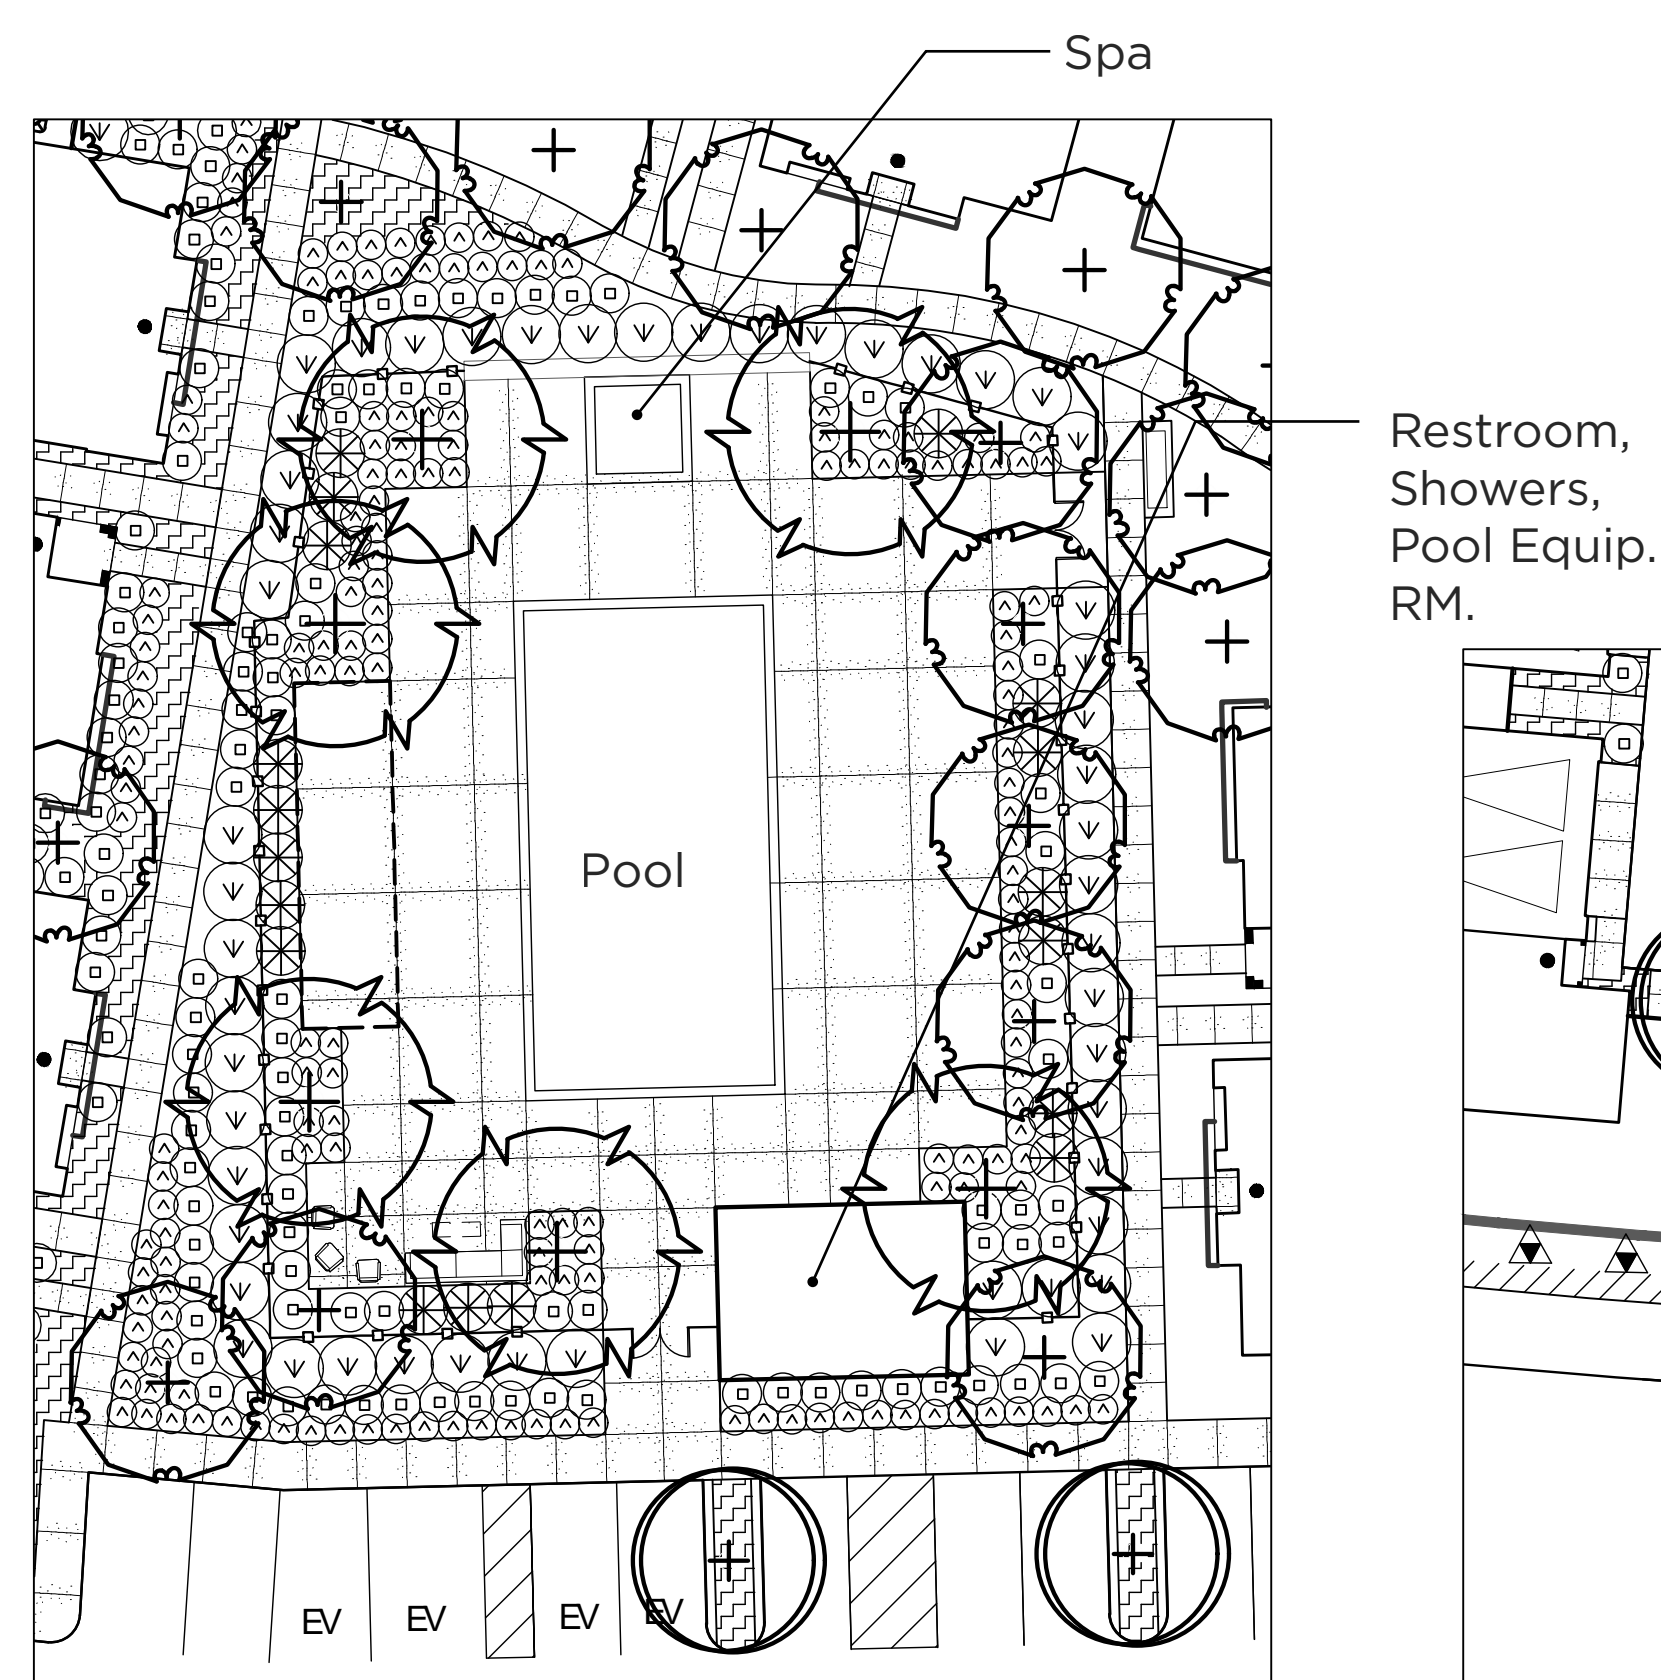 Spa
Restroom,
Showers,
Pool Equip.
RM.
Pool
EV
EV
EV
EV